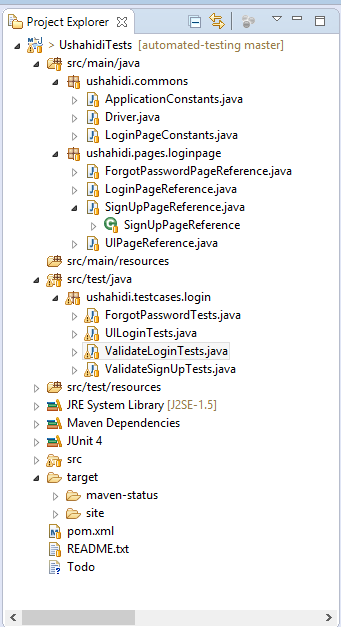 Project Explorer
> UshahidiTests [automated-testing master]
src/main/java
ushahidi.commons
ApplicationConstants.java
Driver.java
LoginPageConstants.java
ushahidi.pages.loginpage
ForgotPasswordPageReference.java
LoginPageReference.java
SignUpPageReference.java
SignUpPageReference
UIPageReference.java
src/main/resources
src/test/java
ushahidi.testcases.login
ForgotPasswordTests.java
UILoginTests.java
ValidateLoginTests.java
ValidateSignUpTests.java
src/test/resources
JRE System Library [J2SE-1.5]
Maven Dependencies
JUnit 4
src
target
maven-status
site
pom.xml
README.txt
Todo